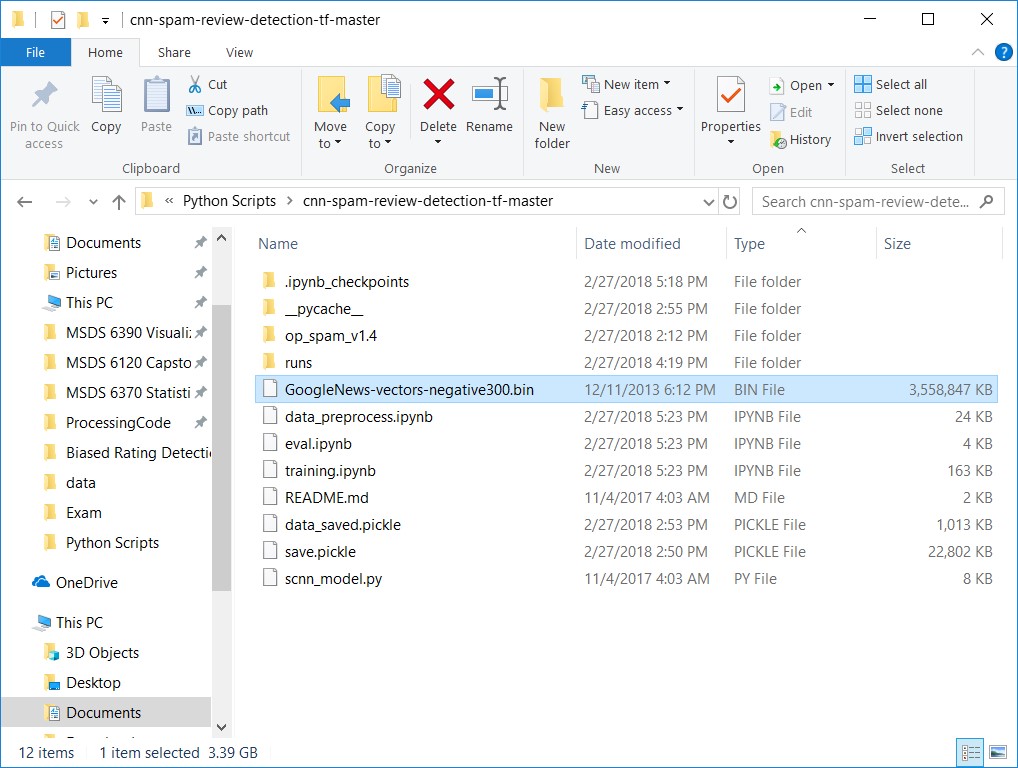 cnn-spam-review-detection-tf-master
File Home Share View
Pin to Quick access
Copy
Paste
Cut
Copy path
Paste shortcut
Clipboard
Move to
Copy to
Delete
Rename
Organize
New folder
New item
Easy access
New
Properties
Open
Edit
History
Open
Select all
Select none
Invert selection
Select
« Python Scripts > cnn-spam-review-detection-tf-master
Search cnn-spam-review-dete...
Documents
Pictures
This PC
MSDS 6390 Visuali
MSDS 6120 Capsto
MSDS 6370 Statisti
ProcessingCode
Biased Rating Detecti
data
Exam
Python Scripts
OneDrive
This PC
3D Objects
Desktop
Documents
Name Date modified Type Size
.ipynb_checkpoints 2/27/2018 5:18 PM File folder
__pycache__ 2/27/2018 2:55 PM File folder
op_spam_v1.4 2/27/2018 2:12 PM File folder
runs 2/27/2018 4:19 PM File folder
GoogleNews-vectors-negative300.bin 12/11/2013 6:12 PM BIN File 3,558,847 KB
data_preprocess.ipynb 2/27/2018 5:23 PM IPYNB File 24 KB
eval.ipynb 2/27/2018 5:23 PM IPYNB File 4 KB
training.ipynb 2/27/2018 5:23 PM IPYNB File 163 KB
README.md 11/4/2017 4:03 AM MD File 2 KB
data_saved.pickle 2/27/2018 2:53 PM PICKLE File 1,013 KB
save.pickle 2/27/2018 2:50 PM PICKLE File 22,802 KB
scnn_model.py 11/4/2017 4:03 AM PY File 8 KB
12 items 1 item selected 3.39 GB